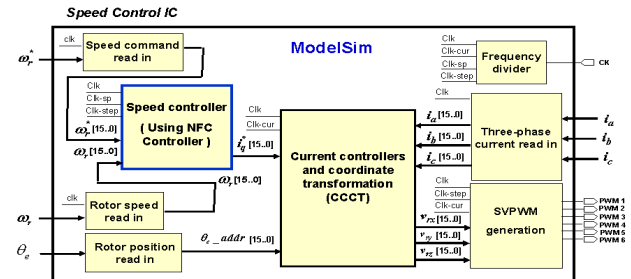 Speed Control IC
ModelSim
ω*r
clk
Speed command
read in
Clk
Clk-sp
Clk-step
ω*r [15..0]
ωr [15..0]
Speed controller
( Using NFC
Controller )
i*q [15..0]
ωr [15..0]
ωr
clk
Rotor speed
read in
θe
Rotor position
read in
θe_addr [15..0]
Clk
Clk-cur
Current controllers
and coordinate
transformation
(CCCT)
Clk
Clk-cur
Clk-sp
Clk-step
Frequency
divider
CK
Clk
ia [15..0]
ib [15..0]
ic [15..0]
Three-phase
current read in
ia
ib
ic
Clk
Clk-step
Clk-cur
vrx [15..0]
vry [15..0]
vrz [15..0]
SVPWM
generation
PWM 1
PWM 2
PWM 3
PWM 4
PWM 5
PWM 6